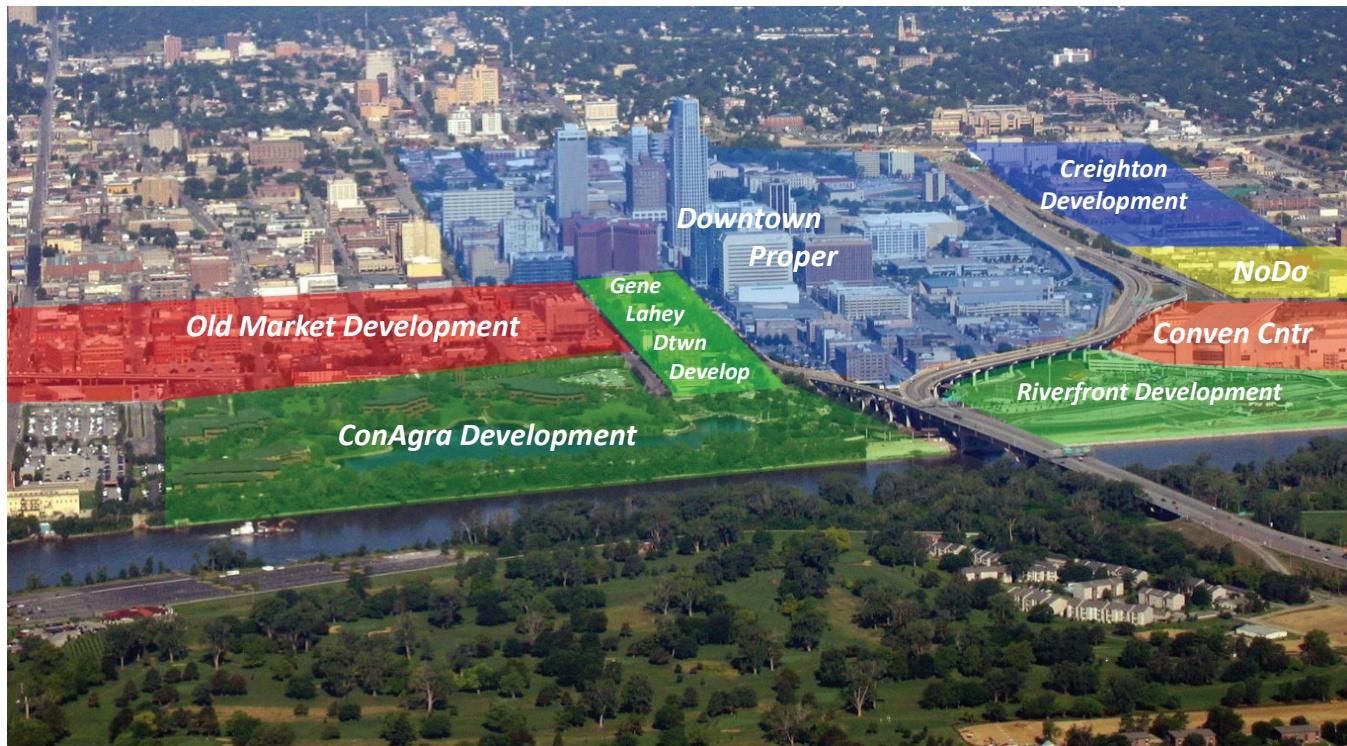 Creighton
Development
Downtown
Proper
NoDo
Gene
Lahey
Dtwn
Develop
Old Market Development
Conven Cntr
Riverfront Development
ConAgra Development